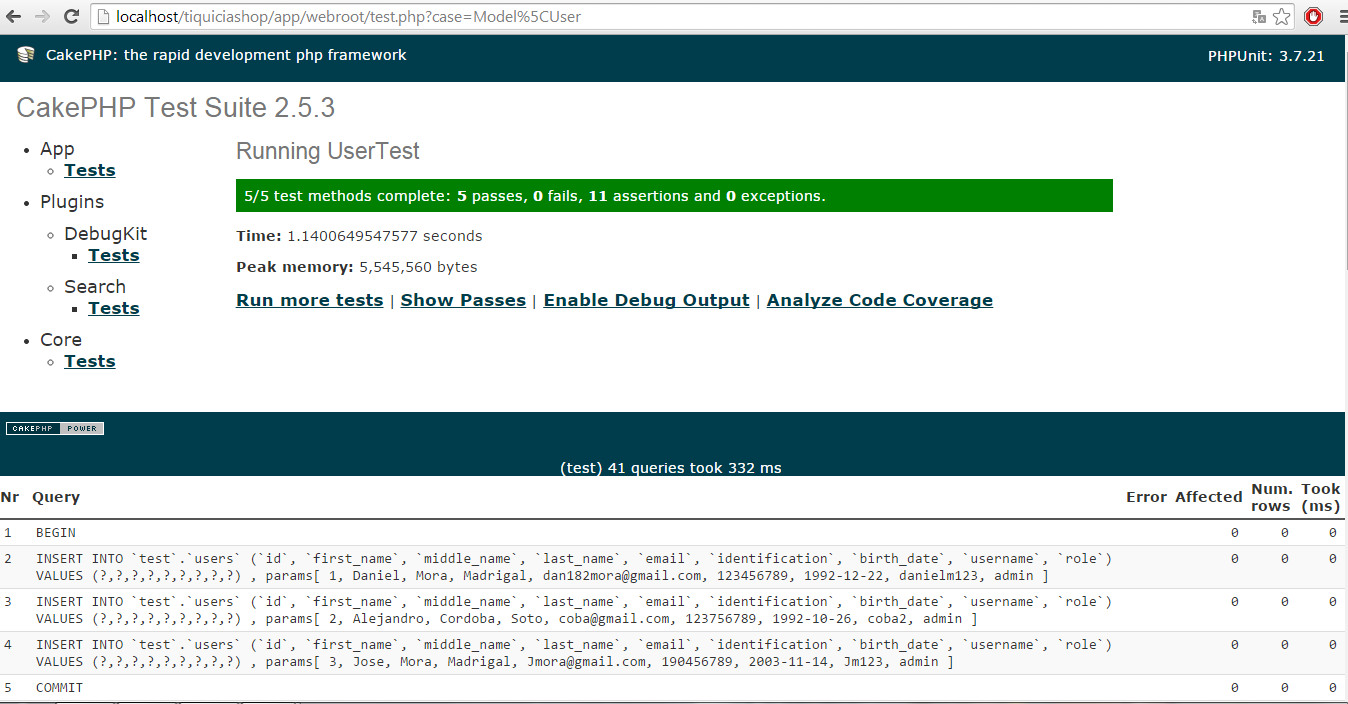 localhost/tiquiciashop/app/webroot/test.php?case=Model%5CUser
CakePHP: the rapid development php framework
PHPUnit: 3.7.21
CakePHP Test Suite 2.5.3
App
Tests
Plugins
DebugKit
Tests
Search
Tests
Core
Tests
Running UserTest
5/5 test methods complete: 5 passes, 0 fails, 11 assertions and 0 exceptions.
Time: 1.1400649547577 seconds
Peak memory: 5,545,560 bytes
Run more tests | Show Passes | Enable Debug Output | Analyze Code Coverage
CAKEPHP POWER
(test) 41 queries took 332 ms
Nr Query Error Affected Num. rows Took (ms)
1 BEGIN 0 0 0
2 INSERT INTO `test`.`users` (`id`, `first_name`, `middle_name`, `last_name`, `email`, `identification`, `birth_date`, `username`, `role`) 0 0 0
VALUES (?,?,?,?,?,?,?,?,?) , params[ 1, Daniel, Mora, Madrigal, dan182mora@gmail.com, 123456789, 1992-12-22, danielm123, admin ]
3 INSERT INTO `test`.`users` (`id`, `first_name`, `middle_name`, `last_name`, `email`, `identification`, `birth_date`, `username`, `role`) 0 0 0
VALUES (?,?,?,?,?,?,?,?,?) , params[ 2, Alejandro, Cordoba, Soto, coba@gmail.com, 123756789, 1992-10-26, coba2, admin ]
4 INSERT INTO `test`.`users` (`id`, `first_name`, `middle_name`, `last_name`, `email`, `identification`, `birth_date`, `username`, `role`) 0 0 0
VALUES (?,?,?,?,?,?,?,?,?) , params[ 3, Jose, Mora, Madrigal, Jmora@gmail.com, 190456789, 2003-11-14, Jm123, admin ]
5 COMMIT 0 0 0